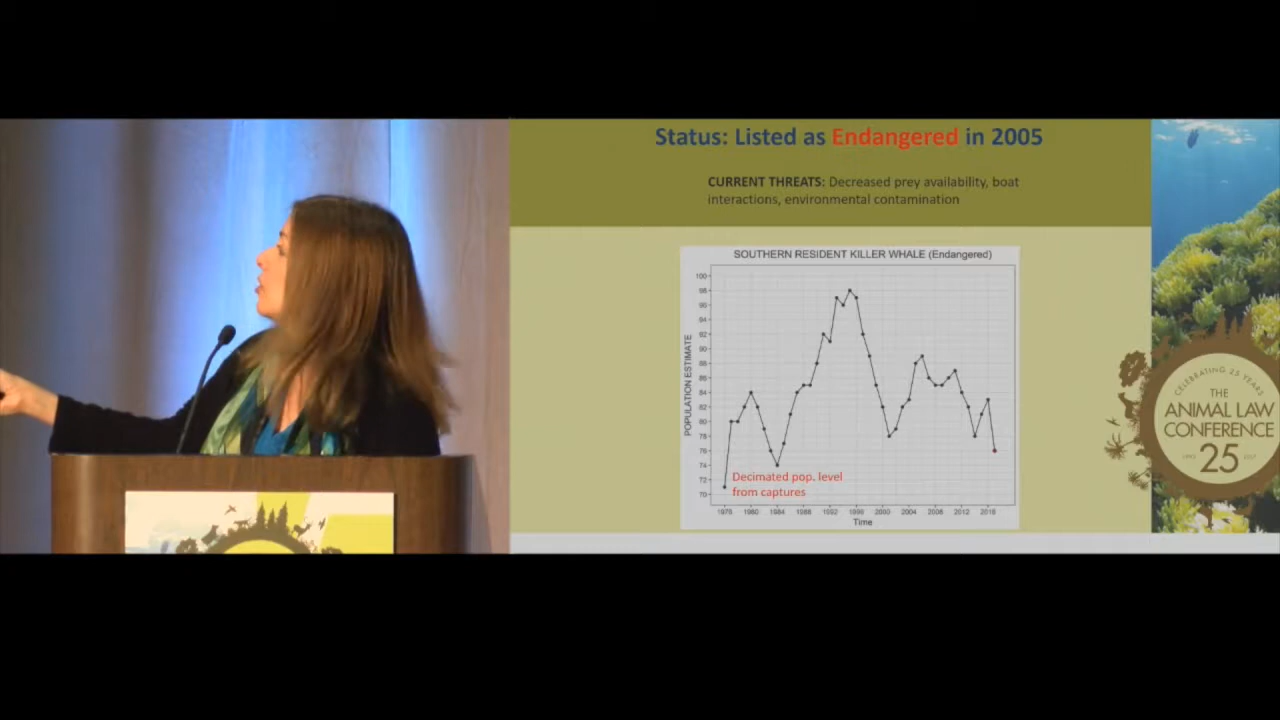 Status: Listed as Endangered in 2005
CURRENT THREATS: Decreased prey availability, boat
interactions, environmental contamination
SOUTHERN RESIDENT KILLER WHALE (Endangered)
POPULATION ESTIMATE
100
98
96
94
92
90
88
86
84
82
80
78
76
74
72
70
Decimated pop. level
from captures
1976 1980 1984 1988 1992 1996 2000 2004 2008 2012 2016
Time
CELEBRATING 25 YEARS
THE
ANIMAL LAW
CONFERENCE
25